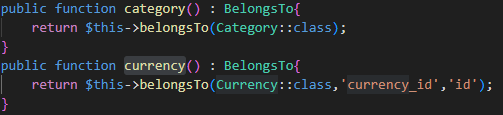 public function category() : BelongsTo{
    return $this->belongsTo(Category::class);
}
public function currency() : BelongsTo{
    return $this->belongsTo(Currency::class,'currency_id','id');
}